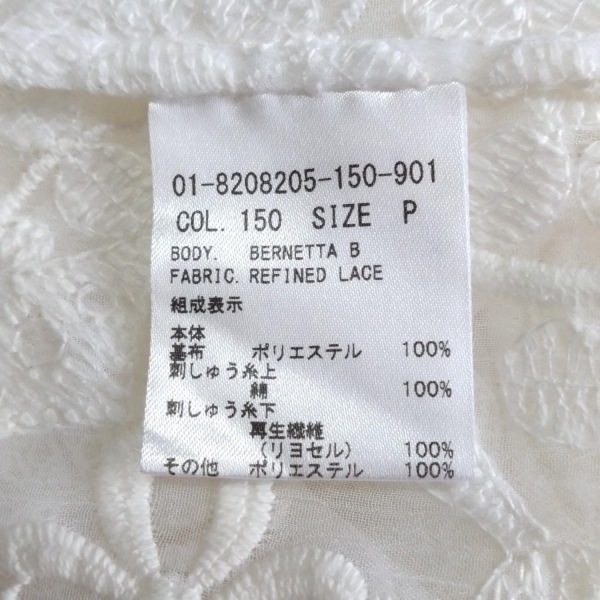 01-8208205-150-901
COL. 150 SIZE P
BODY. BERNETTA B
FABRIC. REFINED LACE
組成表示
本体
基布 ポリエステル 100%
刺しゅう糸上
綿 100%
刺しゅう糸下
再生繊維
(リヨセル) 100%
その他 ポリエステル 100%